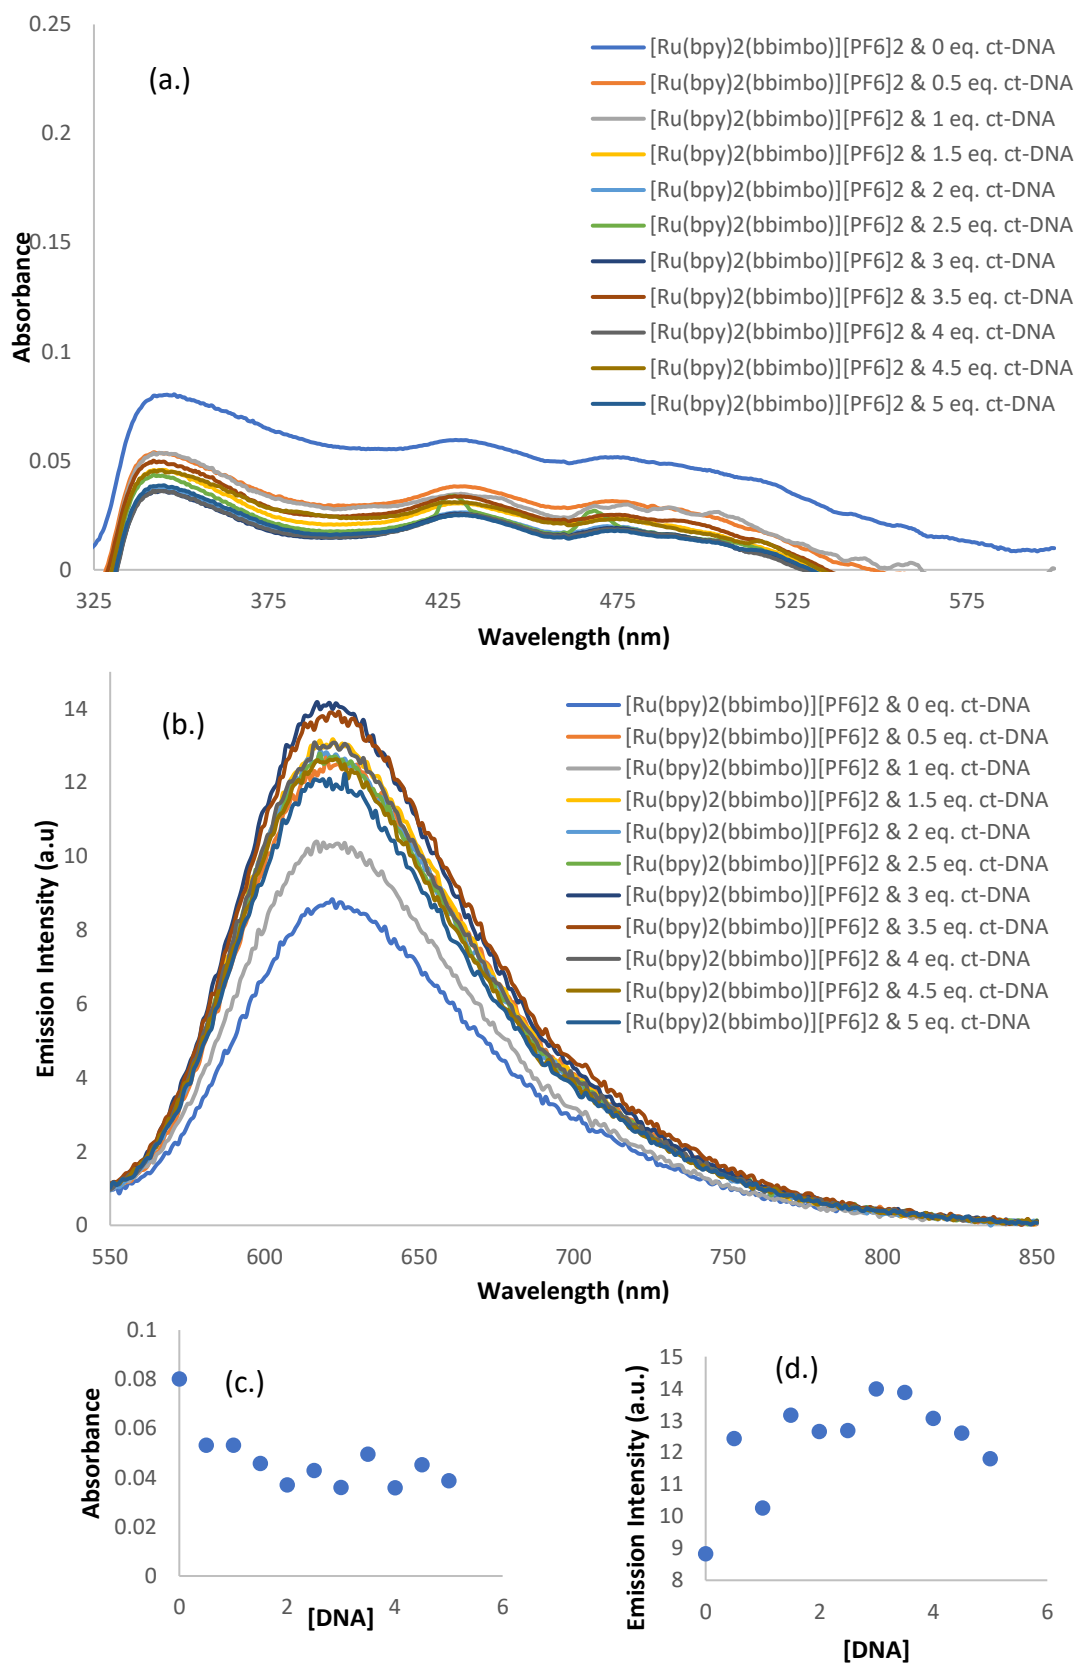 0.25
0.2
0.15
0.1
0.05
0
Absorbance
(a.)
[Ru(bpy)2(bbimbo)][PF6]2 & 0 eq. ct-DNA
[Ru(bpy)2(bbimbo)][PF6]2 & 0.5 eq. ct-DNA
[Ru(bpy)2(bbimbo)][PF6]2 & 1 eq. ct-DNA
[Ru(bpy)2(bbimbo)][PF6]2 & 1.5 eq. ct-DNA
[Ru(bpy)2(bbimbo)][PF6]2 & 2 eq. ct-DNA
[Ru(bpy)2(bbimbo)][PF6]2 & 2.5 eq. ct-DNA
[Ru(bpy)2(bbimbo)][PF6]2 & 3 eq. ct-DNA
[Ru(bpy)2(bbimbo)][PF6]2 & 3.5 eq. ct-DNA
[Ru(bpy)2(bbimbo)][PF6]2 & 4 eq. ct-DNA
[Ru(bpy)2(bbimbo)][PF6]2 & 4.5 eq. ct-DNA
[Ru(bpy)2(bbimbo)][PF6]2 & 5 eq. ct-DNA
325 375 425 475 525 575
Wavelength (nm)
14
12
10
8
6
4
2
0
Emission Intensity (a.u)
(b.)
[Ru(bpy)2(bbimbo)][PF6]2 & 0 eq. ct-DNA
[Ru(bpy)2(bbimbo)][PF6]2 & 0.5 eq. ct-DNA
[Ru(bpy)2(bbimbo)][PF6]2 & 1 eq. ct-DNA
[Ru(bpy)2(bbimbo)][PF6]2 & 1.5 eq. ct-DNA
[Ru(bpy)2(bbimbo)][PF6]2 & 2 eq. ct-DNA
[Ru(bpy)2(bbimbo)][PF6]2 & 2.5 eq. ct-DNA
[Ru(bpy)2(bbimbo)][PF6]2 & 3 eq. ct-DNA
[Ru(bpy)2(bbimbo)][PF6]2 & 3.5 eq. ct-DNA
[Ru(bpy)2(bbimbo)][PF6]2 & 4 eq. ct-DNA
[Ru(bpy)2(bbimbo)][PF6]2 & 4.5 eq. ct-DNA
[Ru(bpy)2(bbimbo)][PF6]2 & 5 eq. ct-DNA
550 600 650 700 750 800 850
Wavelength (nm)
0.1
0.08
0.06
0.04
0.02
0
Absorbance
(c.)
0 2 4 6
[DNA]
15
14
13
12
11
10
9
8
Emission Intensity (a.u.)
(d.)
0 2 4 6
[DNA]